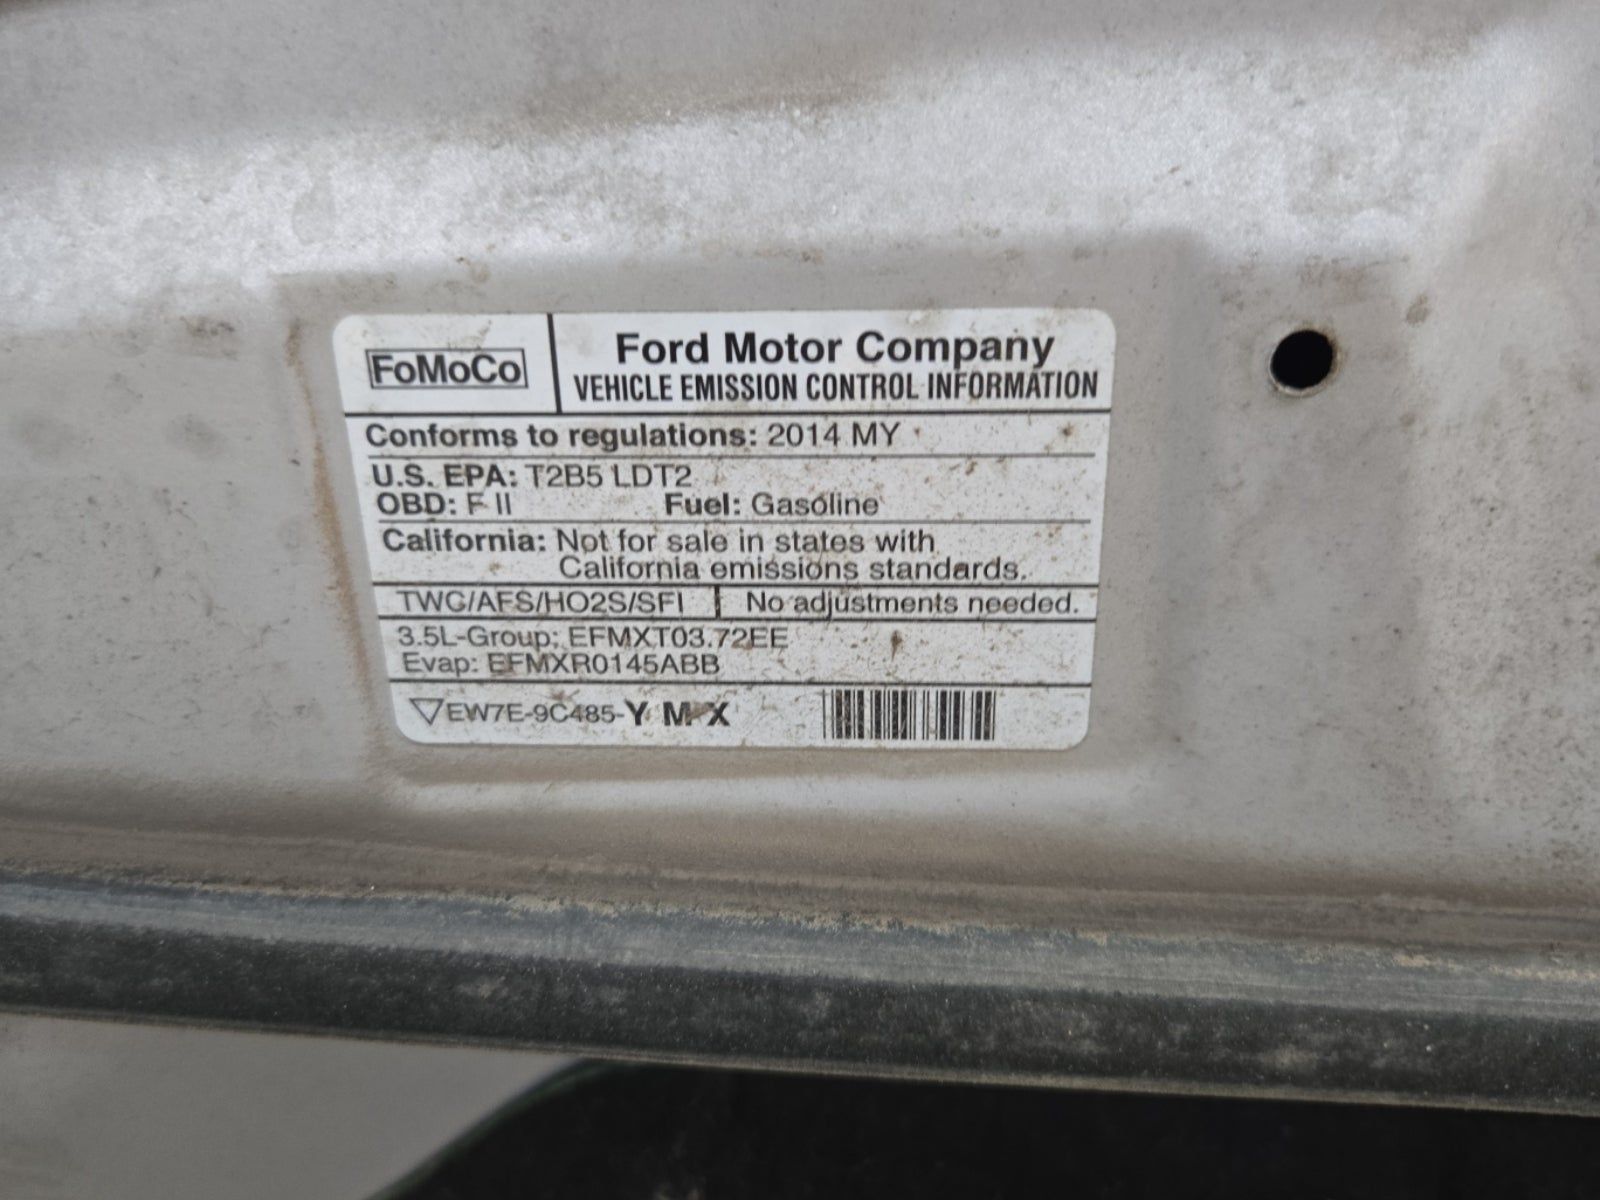 FoMoCo
Ford Motor Company
VEHICLE EMISSION CONTROL INFORMATION
Conforms to regulations: 2014 MY
U.S. EPA: T2B5 LDT2
OBD: F II Fuel: Gasoline
California: Not for sale in states with
California emissions standards.
TWC/AFS/HO2S/SFI No adjustments needed.
3.5L-Group: EFMXT03.72EE
Evap: EFMXR0145ABB
EW7E-9C485-Y M X